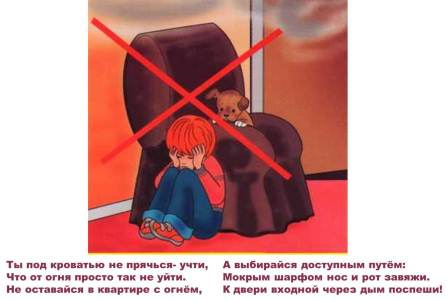 Ты под кроватью не прячься- учти,
Что от огня просто так не уйти.
Не оставайся в квартире с огнём,
А выбирайся доступным путём:
Мокрым шарфом нос и рот завяжи.
К двери входной через дым поспеши!